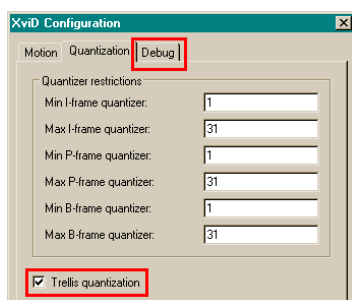 XviD Configuration
Motion Quantization Debug
Quantizer restrictions
Min I-frame quantizer: 1
Max I-frame quantizer: 31
Min P-frame quantizer: 1
Max P-frame quantizer: 31
Min B-frame quantizer: 1
Max B-frame quantizer: 31
Trellis quantization